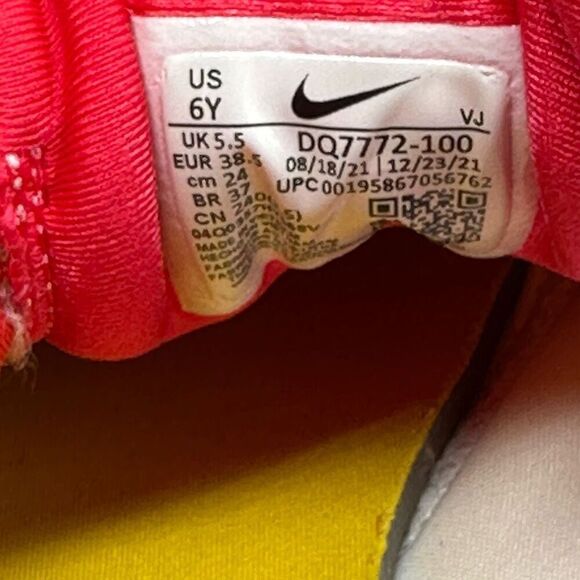 US
6Y
VJ
UK 5.5 DQ7772-100
EUR 38.5 08/18/21 | 12/23/21
cm 24 UPC 00195867056762
BR 37
CN
MADE